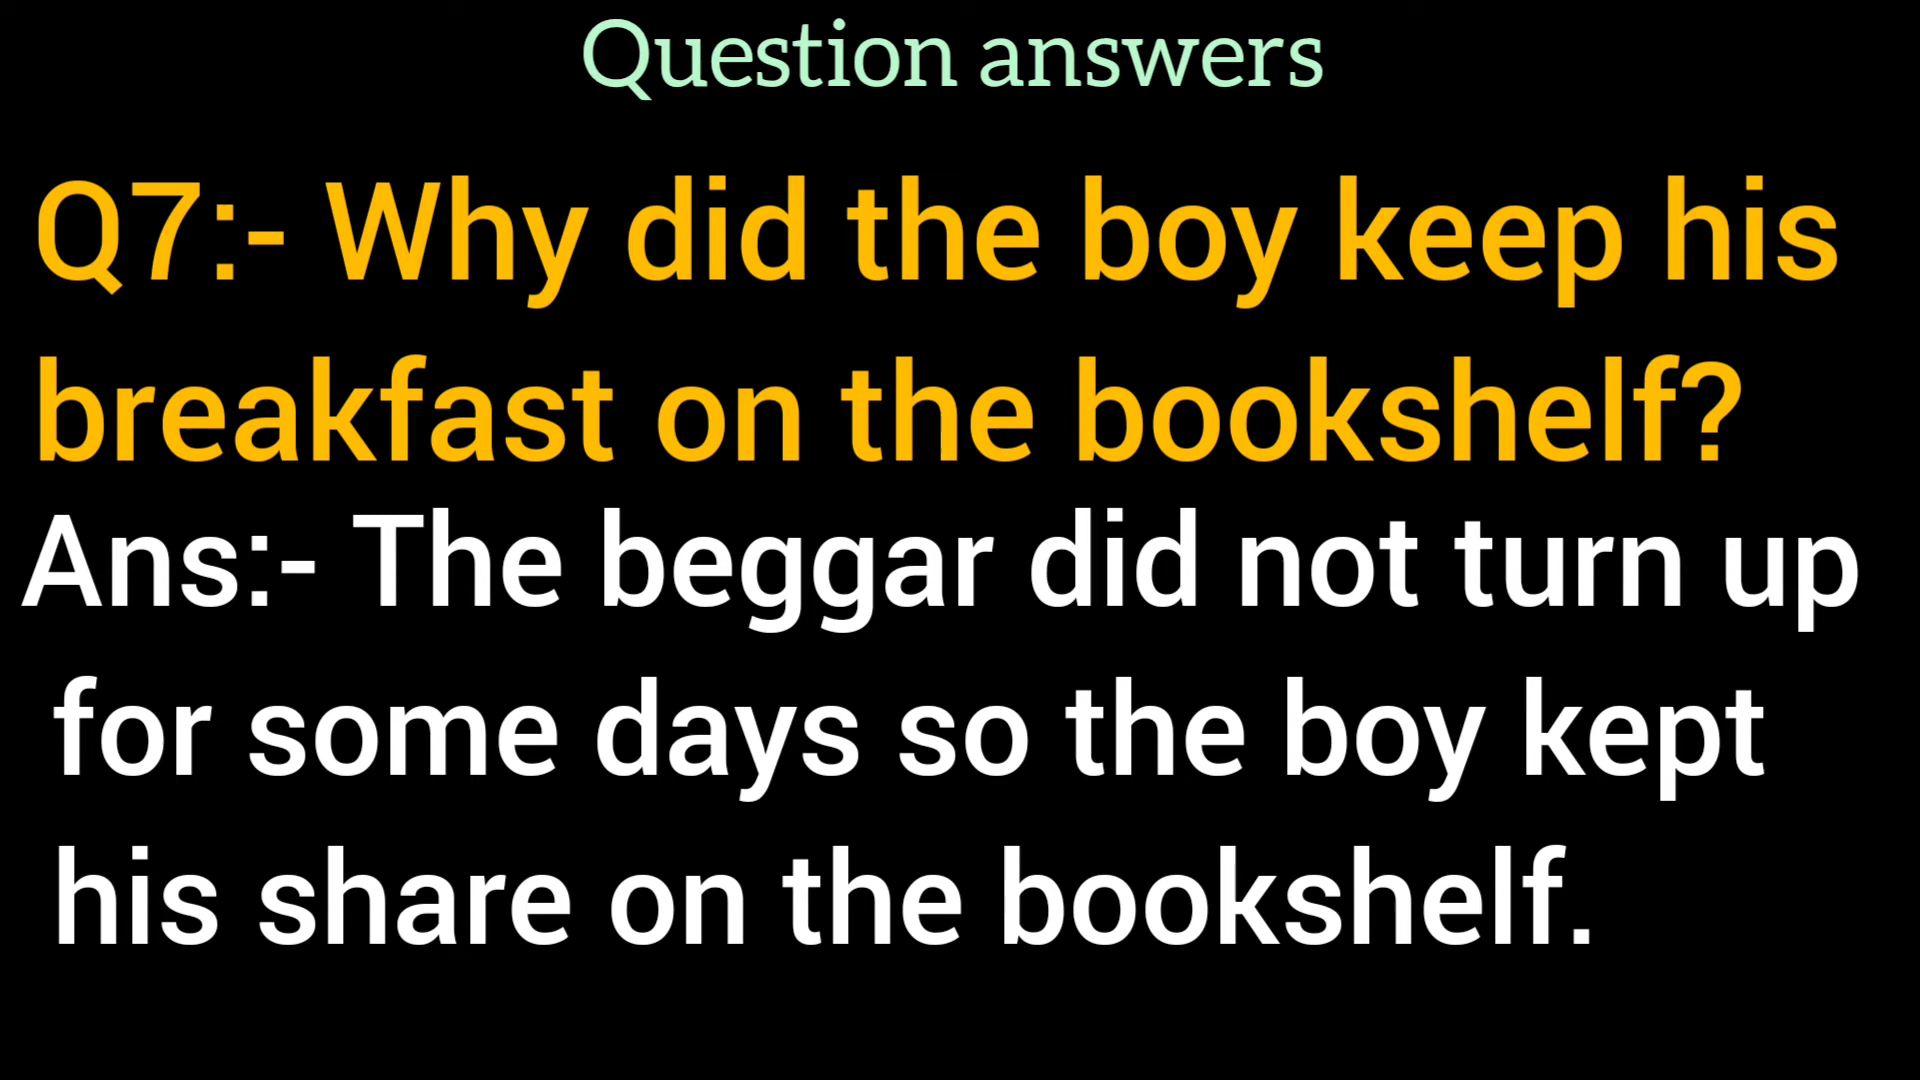 Question answers
Q7:- Why did the boy keep his
breakfast on the bookshelf?
Ans:- The beggar did not turn up
for some days so the boy kept
his share on the bookshelf.